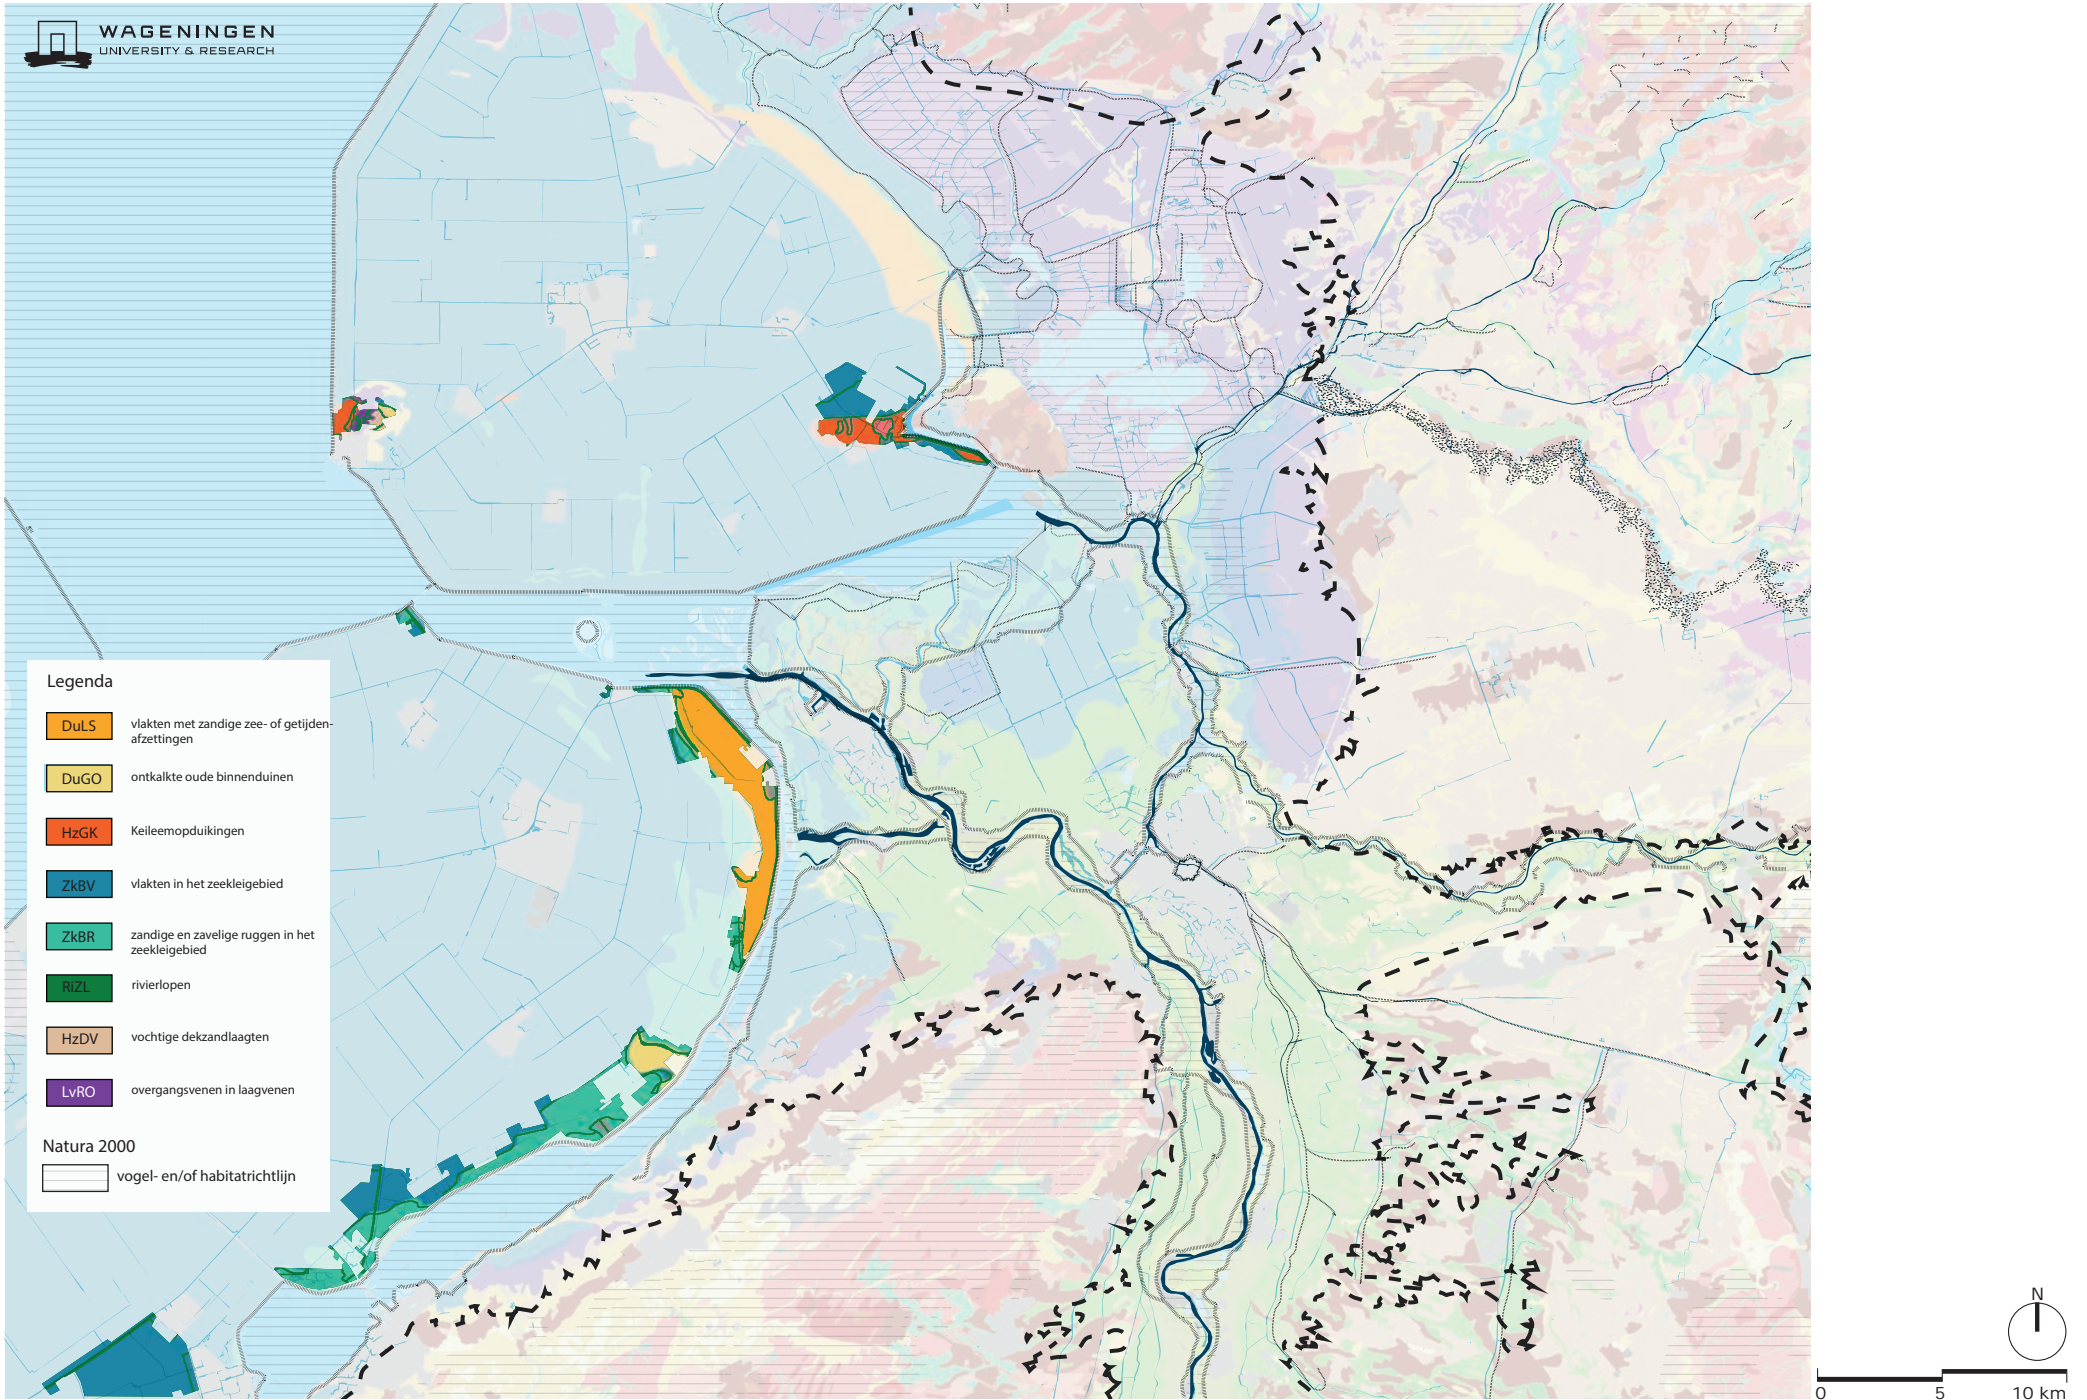 WAGENINGEN
UNIVERSITY & RESEARCH
Legenda
DuLS
vlakten met zandige zee- of getijden-
afzettingen
DuGO
ontkalkte oude binnenduinen
HzGK
Keileemopduikingen
ZkBV
vlakten in het zeekleigebied
ZkBR
zandige en zavelige ruggen in het
zeekleigebied
RiZL
rivierlopen
HzDV
vochtige dekzandlaagten
LvRO
overgangsvenen in laagvenen
Natura 2000
vogel- en/of habitatrichtlijn
N
0 5 10 km